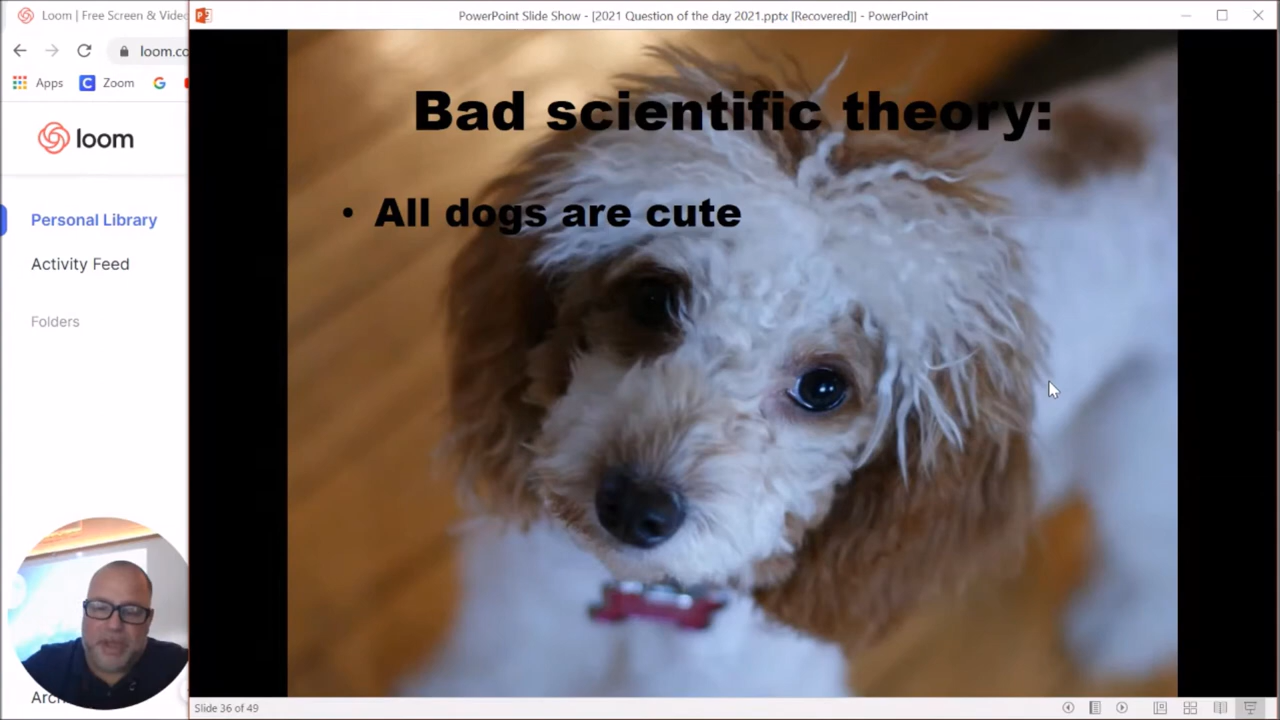 Loom | Free Screen & Video
PowerPoint Slide Show - [2021 Question of the day 2021.pptx [Recovered]] - PowerPoint
loom.co
Apps
Zoom
loom
Personal Library
Activity Feed
Folders
Bad scientific theory:
• All dogs are cute
Slide 36 of 49